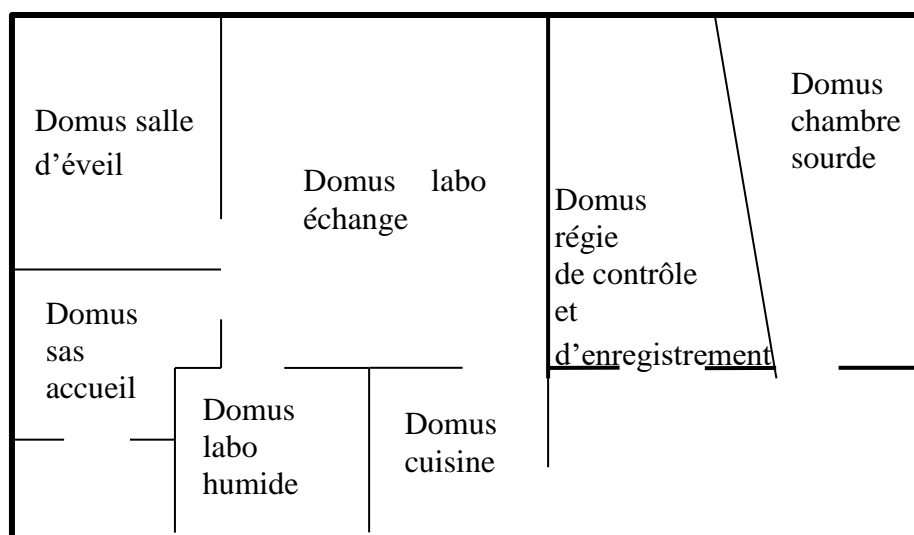 Domus salle
d’éveil
Domus labo
échange
Domus
régie
de contrôle
et
d’enregistrement
Domus
chambre
sourde
Domus
sas
accueil
Domus
labo
humide
Domus
cuisine